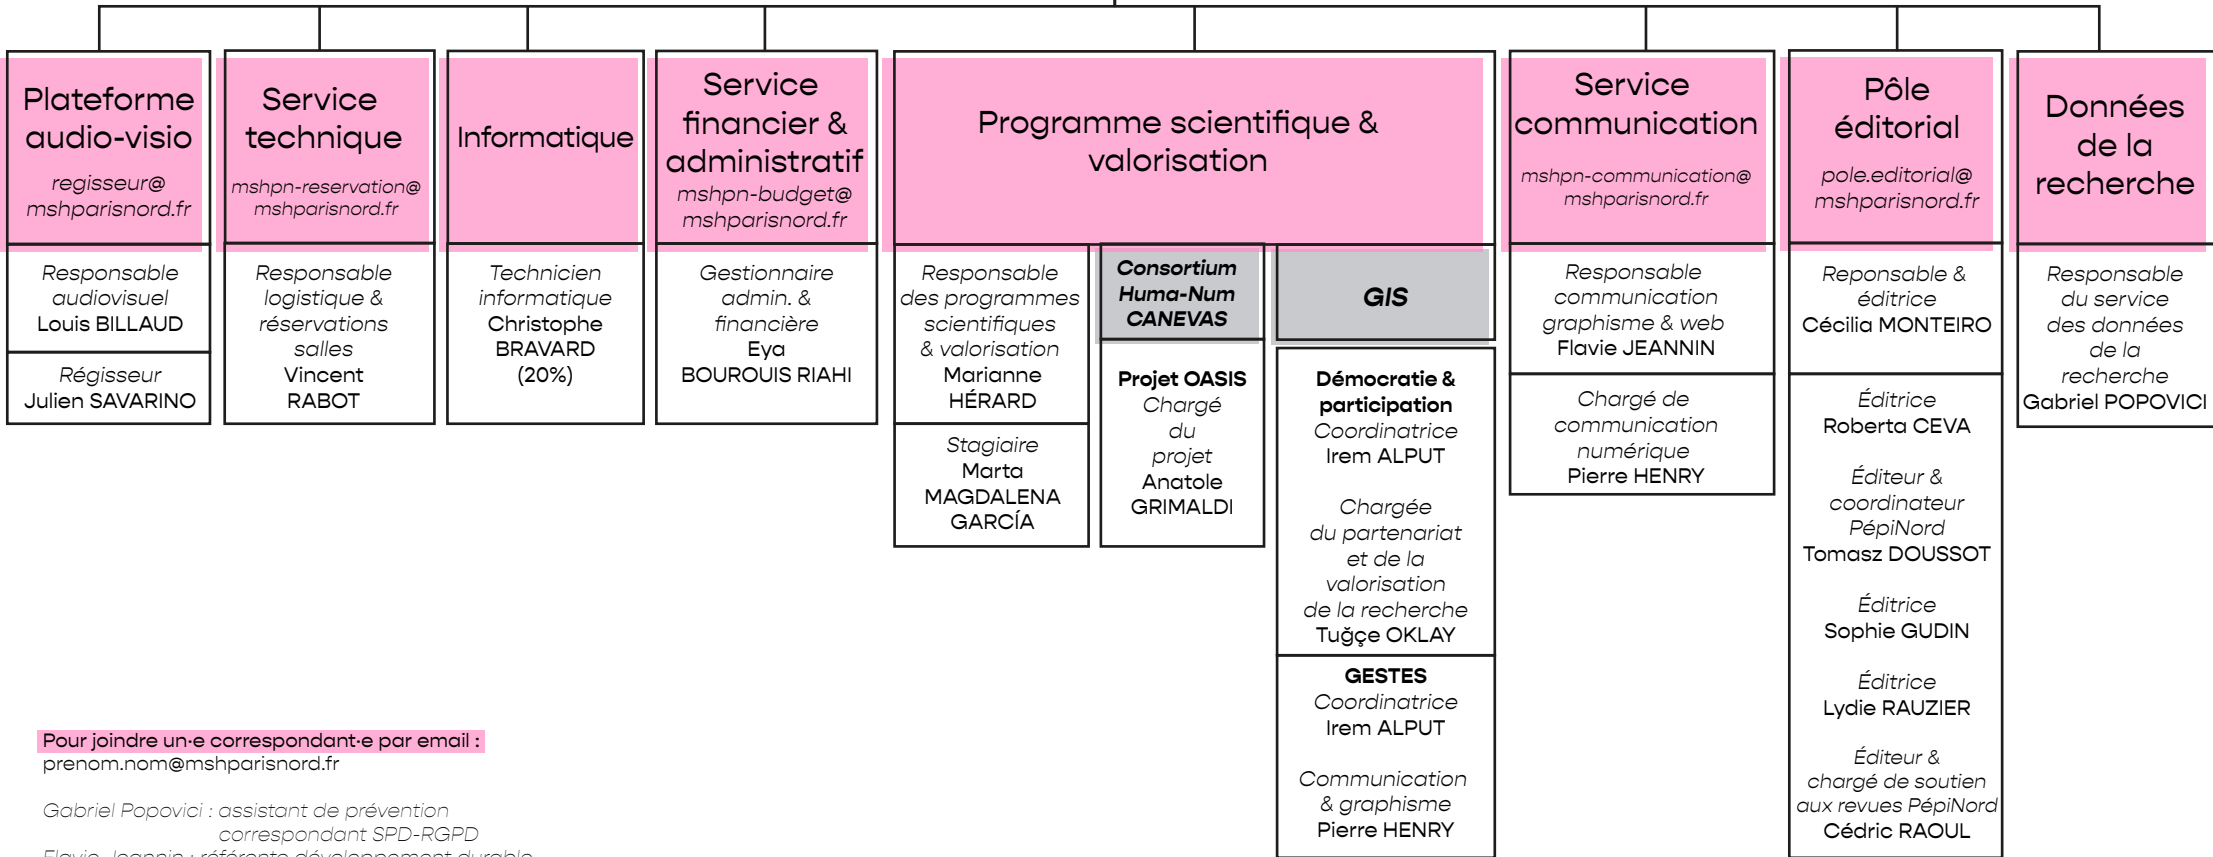 Plateforme
audio-visio
regisseur@
mshparisnord.fr
Responsable
audiovisuel
Louis BILLAUD
Régisseur
Julien SAVARINO
Service
technique
mshpn-reservation@
mshparisnord.fr
Responsable
logistique &
réservations
salles
Vincent
RABOT
Informatique
Technicien
informatique
Christophe
BRAVARD
(20%)
Service
financier &
administratif
mshpn-budget@
mshparisnord.fr
Gestionnaire
admin. &
financière
Eya
BOUROUIS RIAHI
Programme scientifique &
valorisation
Responsable
des programmes
scientifiques
& valorisation
Marianne
HÉRARD
Stagiaire
Marta
MAGDALENA
GARCÍA
Consortium
Huma-Num
CANEVAS
Projet OASIS
Chargé
du
projet
Anatole
GRIMALDI
GIS
Démocratie &
participation
Coordinatrice
Irem ALPUT
Chargée
du partenariat
et de la
valorisation
de la recherche
Tuğçe OKLAY
GESTES
Coordinatrice
Irem ALPUT
Communication
& graphisme
Pierre HENRY
Service
communication
mshpn-communication@
mshparisnord.fr
Responsable
communication
graphisme & web
Flavie JEANNIN
Chargé de
communication
numérique
Pierre HENRY
Pôle
éditorial
pole.editorial@
mshparisnord.fr
Reponsable &
éditrice
Cécilia MONTEIRO
Éditrice
Roberta CEVA
Éditeur &
coordinateur
PépiNord
Tomasz DOUSSOT
Éditrice
Sophie GUDIN
Éditrice
Lydie RAUZIER
Éditeur &
chargé de soutien
aux revues PépiNord
Cédric RAOUL
Données
de la
recherche
Responsable
du service
des données
de la
recherche
Gabriel POPOVICI
Pour joindre un·e correspondant·e par email :
prenom.nom@mshparisnord.fr
Gabriel Popovici : assistant de prévention
correspondant SPD-RGPD
Flavie Jeannin : référente développement durable